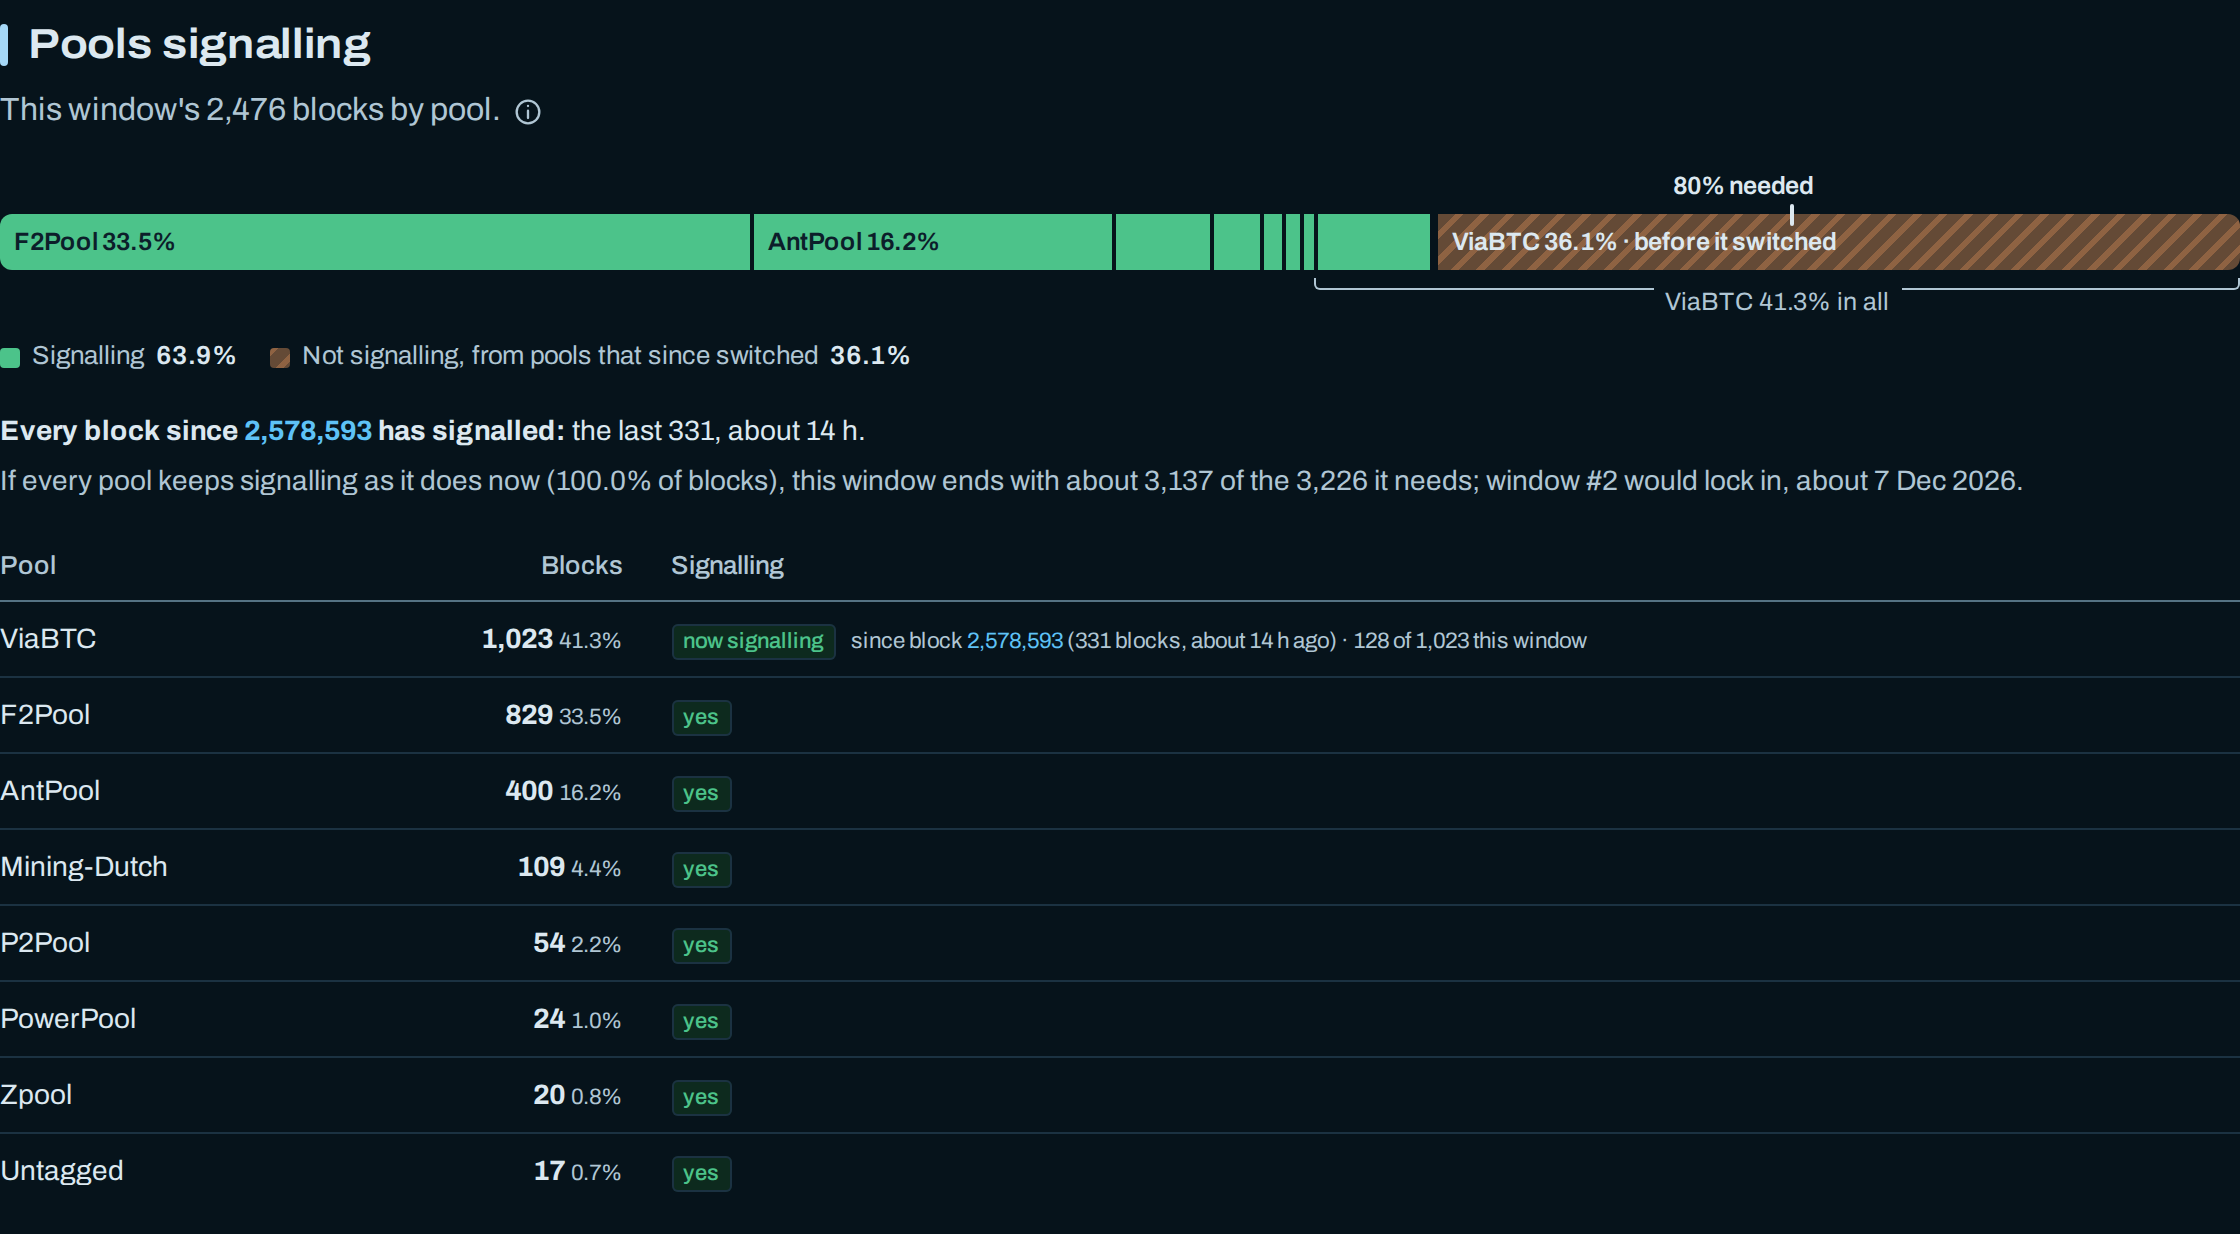 Pools signalling
This window's 2,476 blocks by pool.
80% needed
F2Pool 33.5% AntPool 16.2% ViaBTC 36.1% · before it switched
ViaBTC 41.3% in all
Signalling 63.9% Not signalling, from pools that since switched 36.1%
Every block since 2,578,593 has signalled: the last 331, about 14 h.
If every pool keeps signalling as it does now (100.0% of blocks), this window ends with about 3,137 of the 3,226 it needs; window #2 would lock in, about 7 Dec 2026.
Pool Blocks Signalling
ViaBTC 1,023 41.3% now signalling since block 2,578,593 (331 blocks, about 14 h ago) · 128 of 1,023 this window
F2Pool 829 33.5% yes
AntPool 400 16.2% yes
Mining-Dutch 109 4.4% yes
P2Pool 54 2.2% yes
PowerPool 24 1.0% yes
Zpool 20 0.8% yes
Untagged 17 0.7% yes